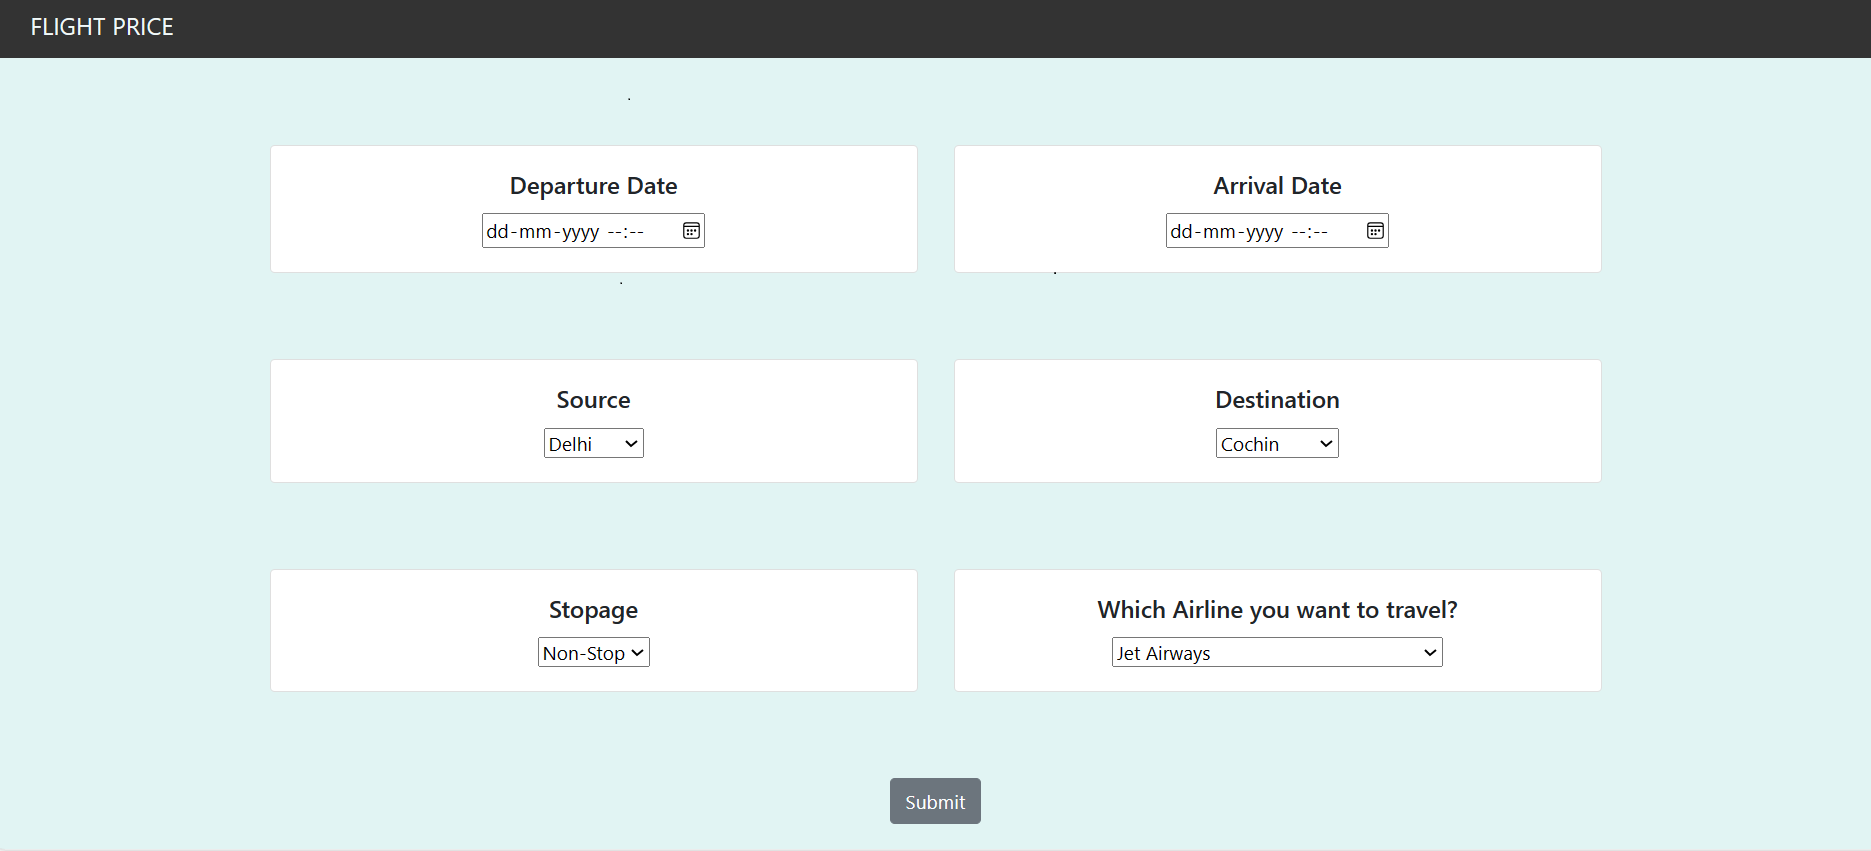 FLIGHT PRICE
Departure Date
dd-mm-yyyy --:--
Arrival Date
dd-mm-yyyy --:--
Source
Delhi
Destination
Cochin
Stopage
Non-Stop
Which Airline you want to travel?
Jet Airways
Submit